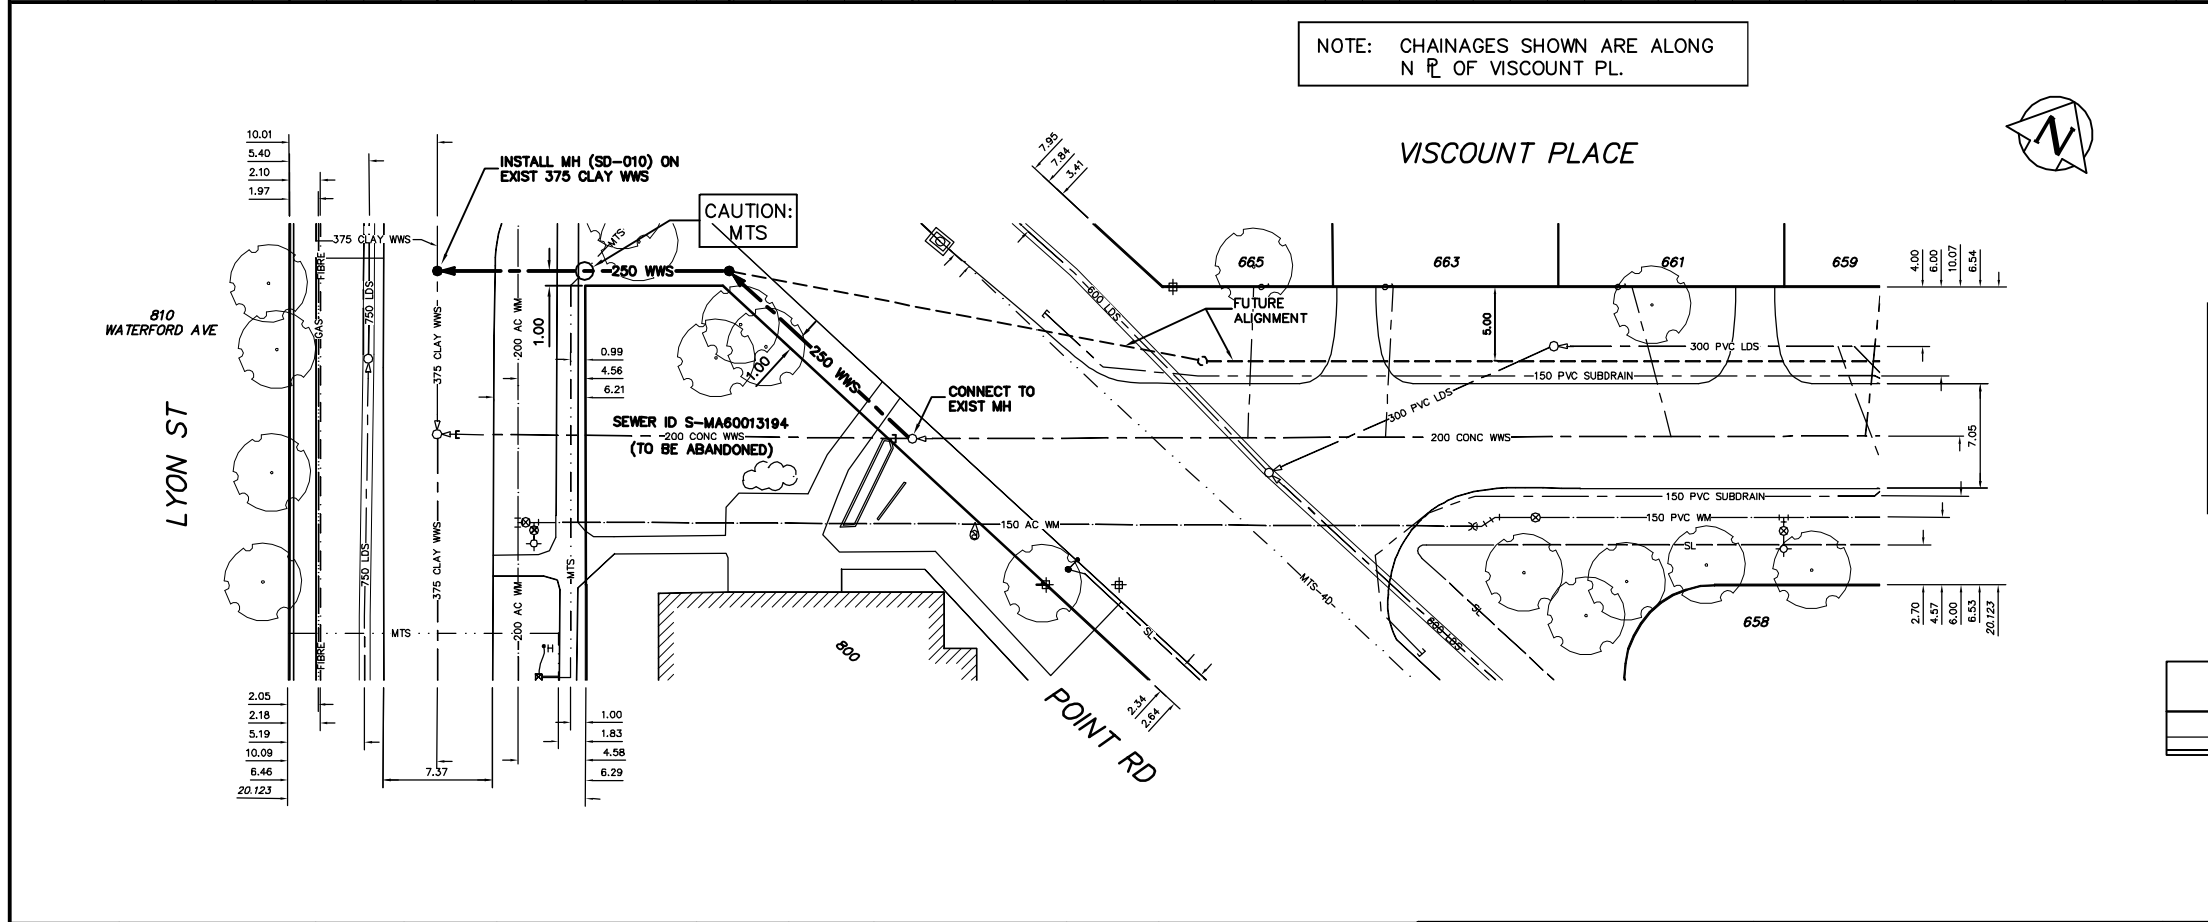 NOTE: CHAINAGES SHOWN ARE ALONG
N ⅊ OF VISCOUNT PL.
VISCOUNT PLACE
N
10.01
5.40
2.10
1.97
INSTALL MH (SD-010) ON
EXIST 375 CLAY WWS
CAUTION:
MTS
7.95
7.84
3.41
375 CLAY WWS
FIBRE
MTS
250 WWS
665
663
661
659
4.00
6.00
10.07
6.54
600 LDS
FUTURE
ALIGNMENT
5.00
810
WATERFORD AVE
GAS
750 LDS
375 CLAY WWS
200 AC WM
1.00
0.99
4.56
6.21
1.00
250 WWS
300 PVC LDS
150 PVC SUBDRAIN
CONNECT TO
EXIST MH
300 PVC LDS
LYON ST
SEWER ID S-MA60013194
200 CONC WWS
(TO BE ABANDONED)
E
200 CONC WWS
7.05
150 PVC SUBDRAIN
150 AC WM
150 PVC WM
SL
750 LDS
375 CLAY WWS
200 AC WM
MTS
MTS-4D
SL
600 LDS
SL
MTS
FIBRE
H
800
658
2.70
4.57
6.00
6.53
20.123
POINT RD
2.34
2.64
2.05
2.18
5.19
10.09
6.46
20.123
7.37
1.00
1.83
4.58
6.29